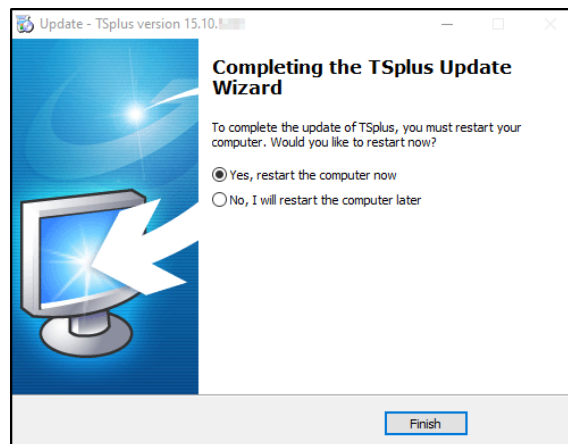 Update - TSplus version 15.10.
Completing the TSplus Update
Wizard
To complete the update of TSplus, you must restart your
computer. Would you like to restart now?
Yes, restart the computer now
No, I will restart the computer later
Finish